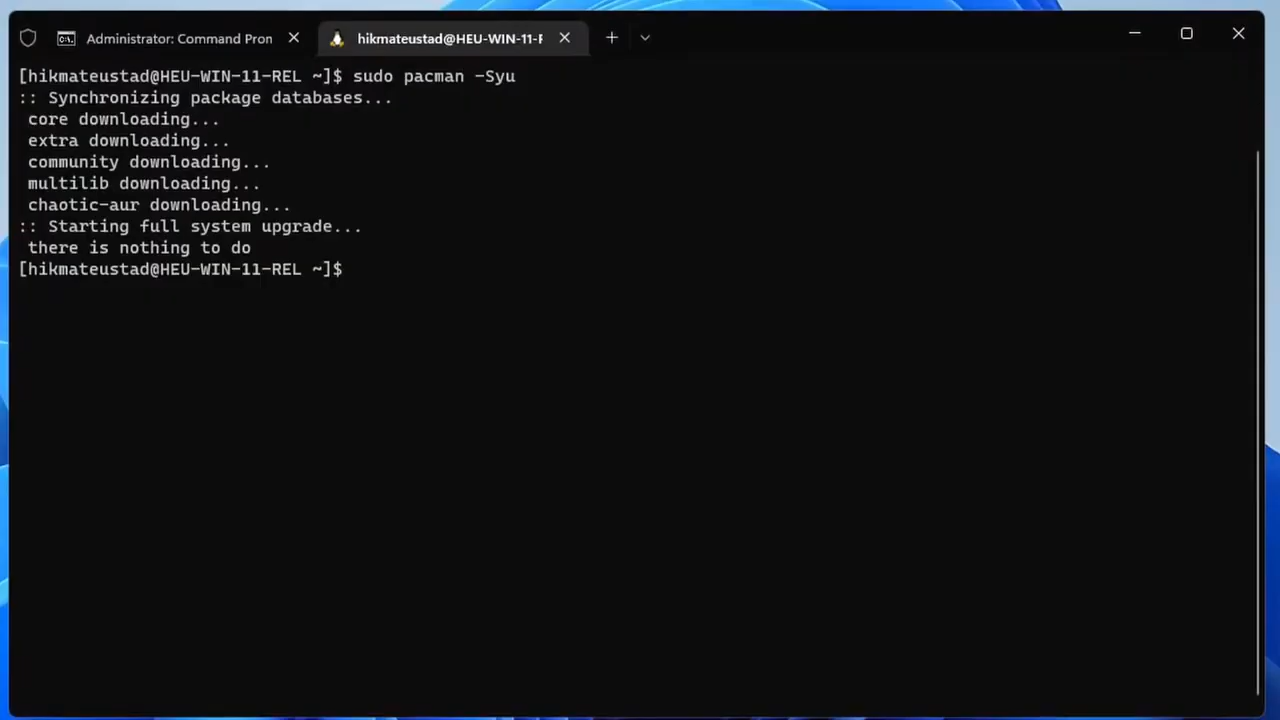 Administrator: Command Pron
hikmateustad@HEU-WIN-11-F
[hikmateustad@HEU-WIN-11-REL ~]$ sudo pacman -Syu
:: Synchronizing package databases...
core downloading...
extra downloading...
community downloading...
multilib downloading...
chaotic-aur downloading...
:: Starting full system upgrade...
there is nothing to do
[hikmateustad@HEU-WIN-11-REL ~]$